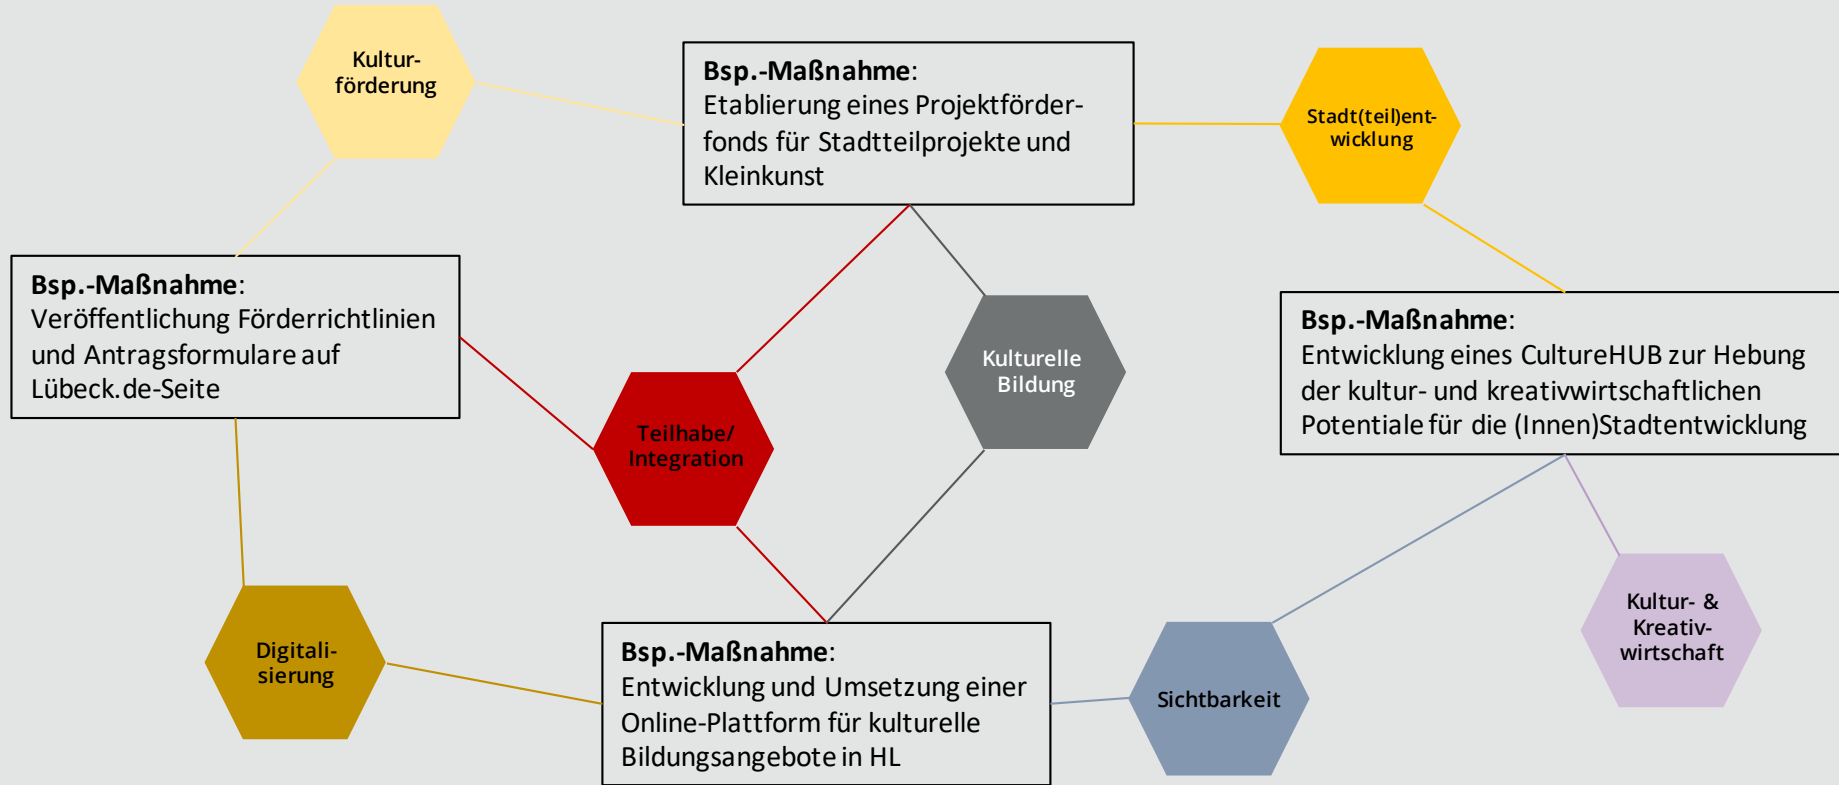 Kultur-
förderung
Bsp.-Maßnahme:
Etablierung eines Projektförder-
fonds für Stadtteilprojekte und
Kleinkunst
Stadt(teil)ent-
wicklung
Bsp.-Maßnahme:
Veröffentlichung Förderrichtlinien
und Antragsformulare auf
Lübeck.de-Seite
Teilhabe/
Integration
Kulturelle
Bildung
Bsp.-Maßnahme:
Entwicklung eines CultureHUB zur Hebung
der kultur- und kreativwirtschaftlichen
Potentiale für die (Innen)Stadtentwicklung
Digitali-
sierung
Bsp.-Maßnahme:
Entwicklung und Umsetzung einer
Online-Plattform für kulturelle
Bildungsangebote in HL
Sichtbarkeit
Kultur- &
Kreativ-
wirtschaft